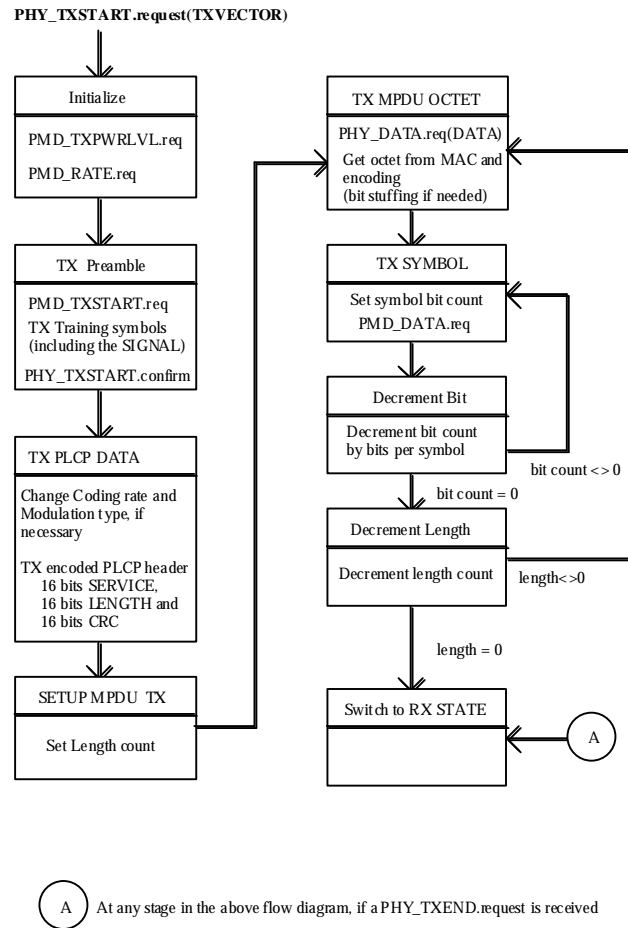 PHY_TXSTART.request(TXVECTOR)
Initialize
PMD_TXPWRLVL.req
PMD_RATE.req
TX Preamble
PMD_TXSTART.req
TX Training symbols
(including the SIGNAL)
PHY_TXSTART.confirm
TX PLCP DATA
Change Coding rate and
Modulation type, if
necessary
TX encoded PLCP header
16 bits SERVICE,
16 bits LENGTH and
16 bits CRC
SETUP MPDU TX
Set Length count
TX MPDU OCTET
PHY_DATA.req(DATA)
Get octet from MAC and
encoding
(bit stuffing if needed)
TX SYMBOL
Set symbol bit count
PMD_DATA.req
Decrement Bit
Decrement bit count
by bits per symbol
bit count <> 0
bit count = 0
Decrement Length
Decrement length count
length<>0
length = 0
Switch to RX STATE
A
A At any stage in the above flow diagram, if a PHY_TXEND.request is received